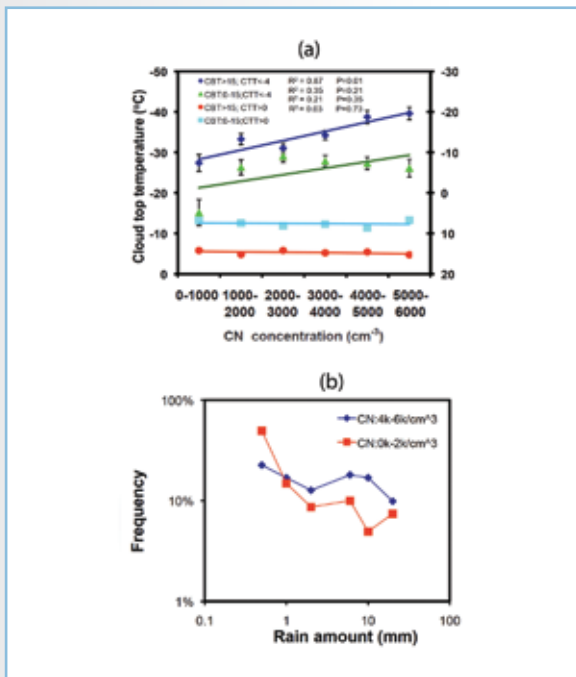 (a)
CBT>15; CTT<-4 R² = 0.67 P=0.01
CBT:0-15;CTT<-4 R² = 0.35 P=0.21
CBT>15; CTT>0 R² = 0.21 P=0.35
CBT:0-15;CTT>0 R² = 0.03 P=0.73
-50
-40
-30
-20
-10
0
Cloud top temperature (°C)
-30
-20
-10
0
10
20
0-1000 1000-2000 2000-3000 3000-4000 4000-5000 5000-6000
CN concentration (cm⁻³)
(b)
CN:4k-6k/cm^3
CN:0k-2k/cm^3
100%
10%
1%
Frequency
0.1 1 10 100
Rain amount (mm)